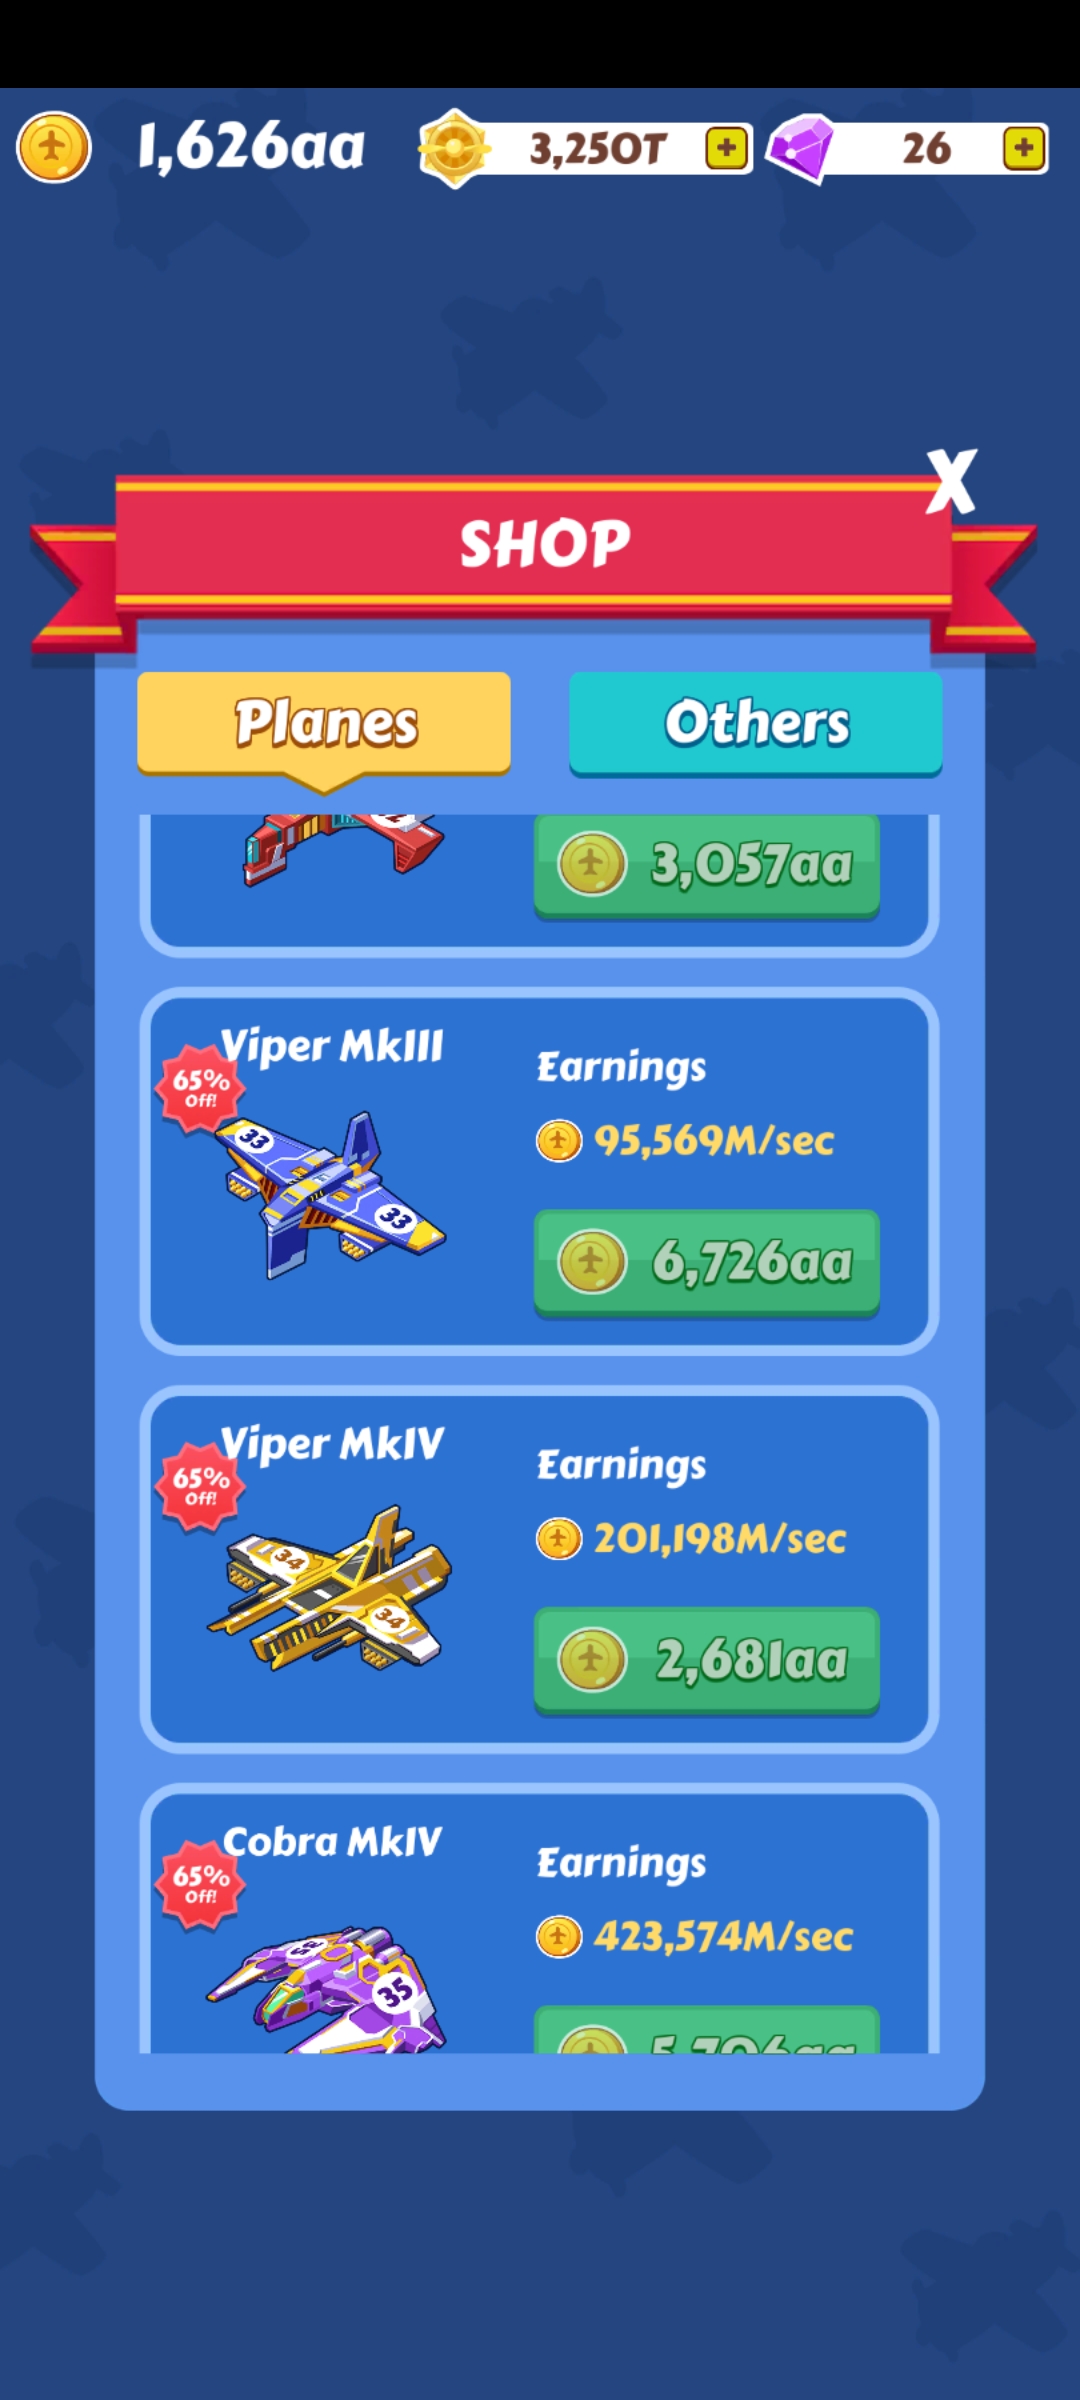 1,626aa
3,250T
+
26
+
X
SHOP
Planes
Others
3,057aa
Viper MkIII
65%
Off!
Earnings
33
33
95,569M/sec
6,726aa
Viper MkIV
65%
Off!
Earnings
34
34
201,198M/sec
2,681aa
Cobra MkIV
65%
Off!
Earnings
35
35
423,574M/sec